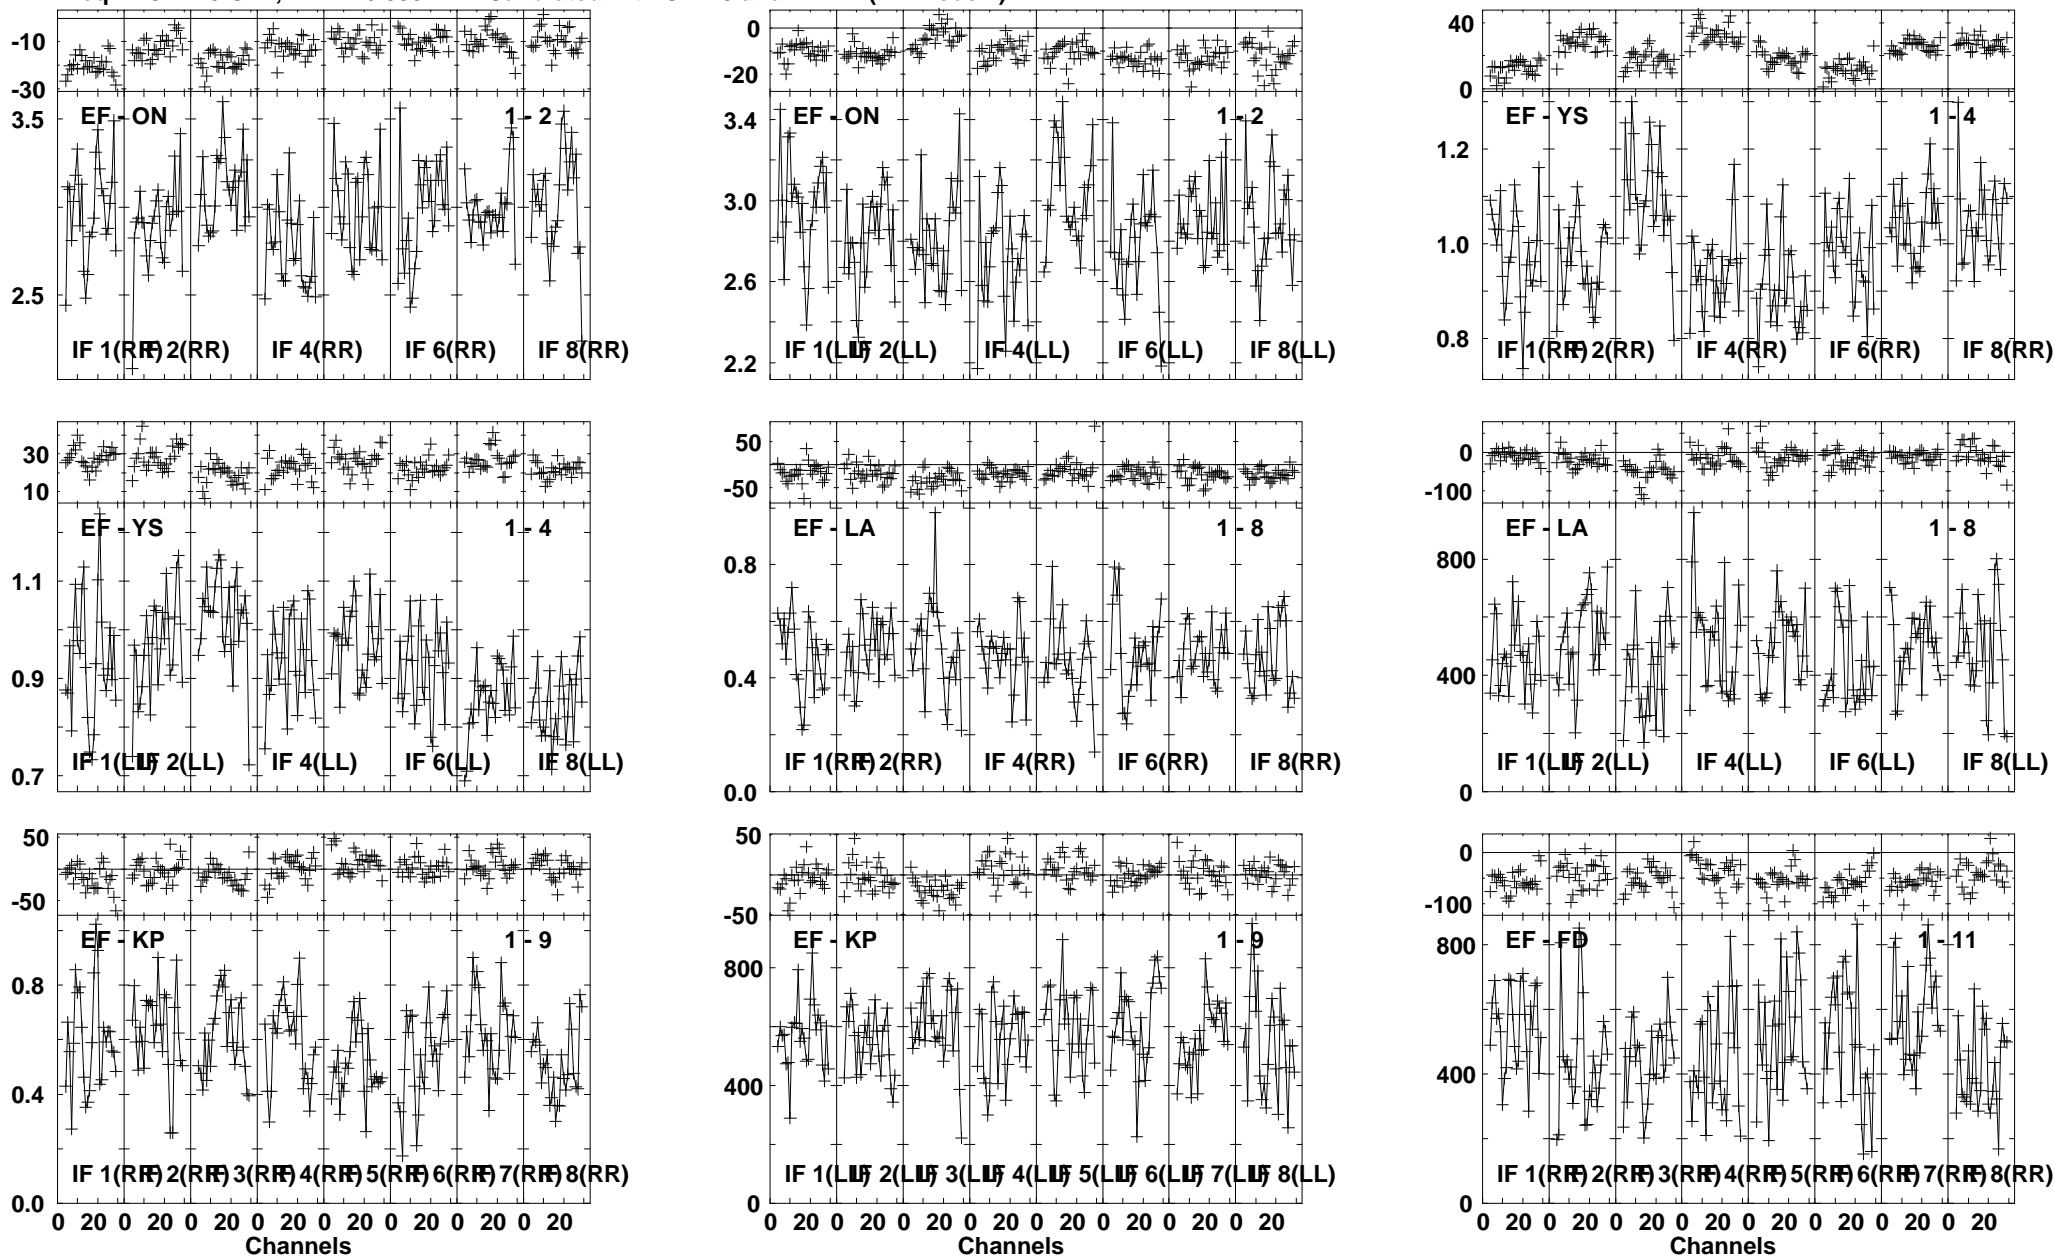 -10 0 40
-30 -20 0
EF - ON 1 - 2 EF - ON 1 - 2 EF - YS 1 - 4
3.5 3.4 1.2
3.0 1.0
2.5 2.6 0.8
2.2
IF 1(RR) IF 2(RR) IF 4(RR) IF 6(RR) IF 8(RR) IF 1(LL) IF 2(LL) IF 4(LL) IF 6(LL) IF 8(LL) IF 1(RR) IF 2(RR) IF 4(RR) IF 6(RR) IF 8(RR)
30 50 0
10 -50 -100
EF - YS 1 - 4 EF - LA 1 - 8 EF - LA 1 - 8
1.1 0.8 800
0.9 0.4 400
0.7 0.0 0
IF 1(LL) IF 2(LL) IF 4(LL) IF 6(LL) IF 8(LL) IF 1(RR) IF 2(RR) IF 4(RR) IF 6(RR) IF 8(RR) IF 1(LL) IF 2(LL) IF 4(LL) IF 6(LL) IF 8(LL)
50 50 0
-50 -50 -100
EF - KP 1 - 9 EF - KP 1 - 9 EF - FD 1 - 11
0.8 800 800
0.4 400 400
0.0 0 0
IF 1(RR) IF 2(RR) IF 3(RR) IF 4(RR) IF 5(RR) IF 6(RR) IF 7(RR) IF 8(RR) IF 1(LL) IF 2(LL) IF 3(LL) IF 4(LL) IF 5(LL) IF 6(LL) IF 7(LL) IF 8(LL) IF 1(RR) IF 2(RR) IF 3(RR) IF 4(RR) IF 5(RR) IF 6(RR) IF 7(RR) IF 8(RR)
0 20 0 20 0 20 0 20 0 20 0 20 0 20 0 20 0 20 0 20 0 20 0 20 0 20 0 20 0 20 0 20 0 20 0 20 0 20 0 20 0 20 0 20 0 20 0 20
Channels Channels Channels